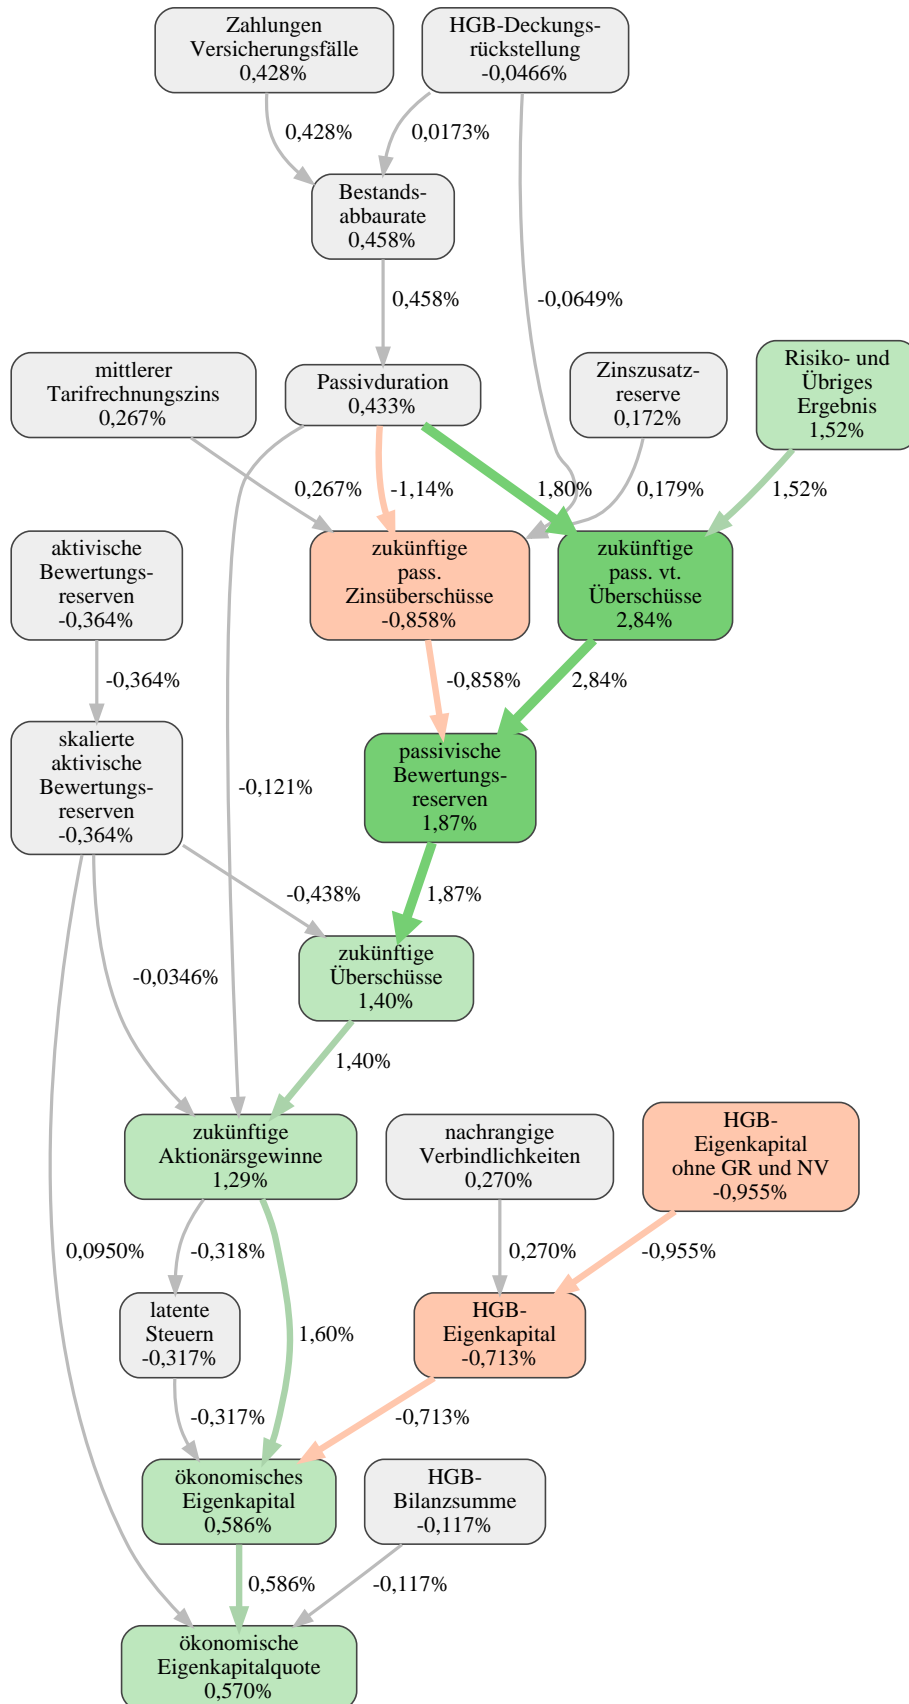 Zahlungen
Versicherungsfälle
0,428%
HGB-Deckungs-
rückstellung
-0,0466%
0,428%
0,0173%
Bestands-
abbaurate
0,458%
0,458%
-0,0649%
mittlerer
Tarifrechnungszins
0,267%
Passivduration
0,433%
Zinszusatz-
reserve
0,172%
Risiko- und
Übriges
Ergebnis
1,52%
0,267%
-1,14%
1,80%
0,179%
1,52%
aktivische
Bewertungs-
reserven
-0,364%
zukünftige
pass.
Zinsüberschüsse
-0,858%
zukünftige
pass. vt.
Überschüsse
2,84%
-0,364%
-0,858%
2,84%
skalierte
aktivische
Bewertungs-
reserven
-0,364%
passivische
Bewertungs-
reserven
1,87%
-0,121%
-0,438%
1,87%
zukünftige
Überschüsse
1,40%
-0,0346%
1,40%
zukünftige
Aktionärsgewinne
1,29%
nachrangige
Verbindlichkeiten
0,270%
HGB-
Eigenkapital
ohne GR und NV
-0,955%
0,0950%
-0,318%
0,270%
-0,955%
latente
Steuern
-0,317%
1,60%
HGB-
Eigenkapital
-0,713%
-0,317%
-0,713%
ökonomisches
Eigenkapital
0,586%
HGB-
Bilanzsumme
-0,117%
0,586%
-0,117%
ökonomische
Eigenkapitalquote
0,570%